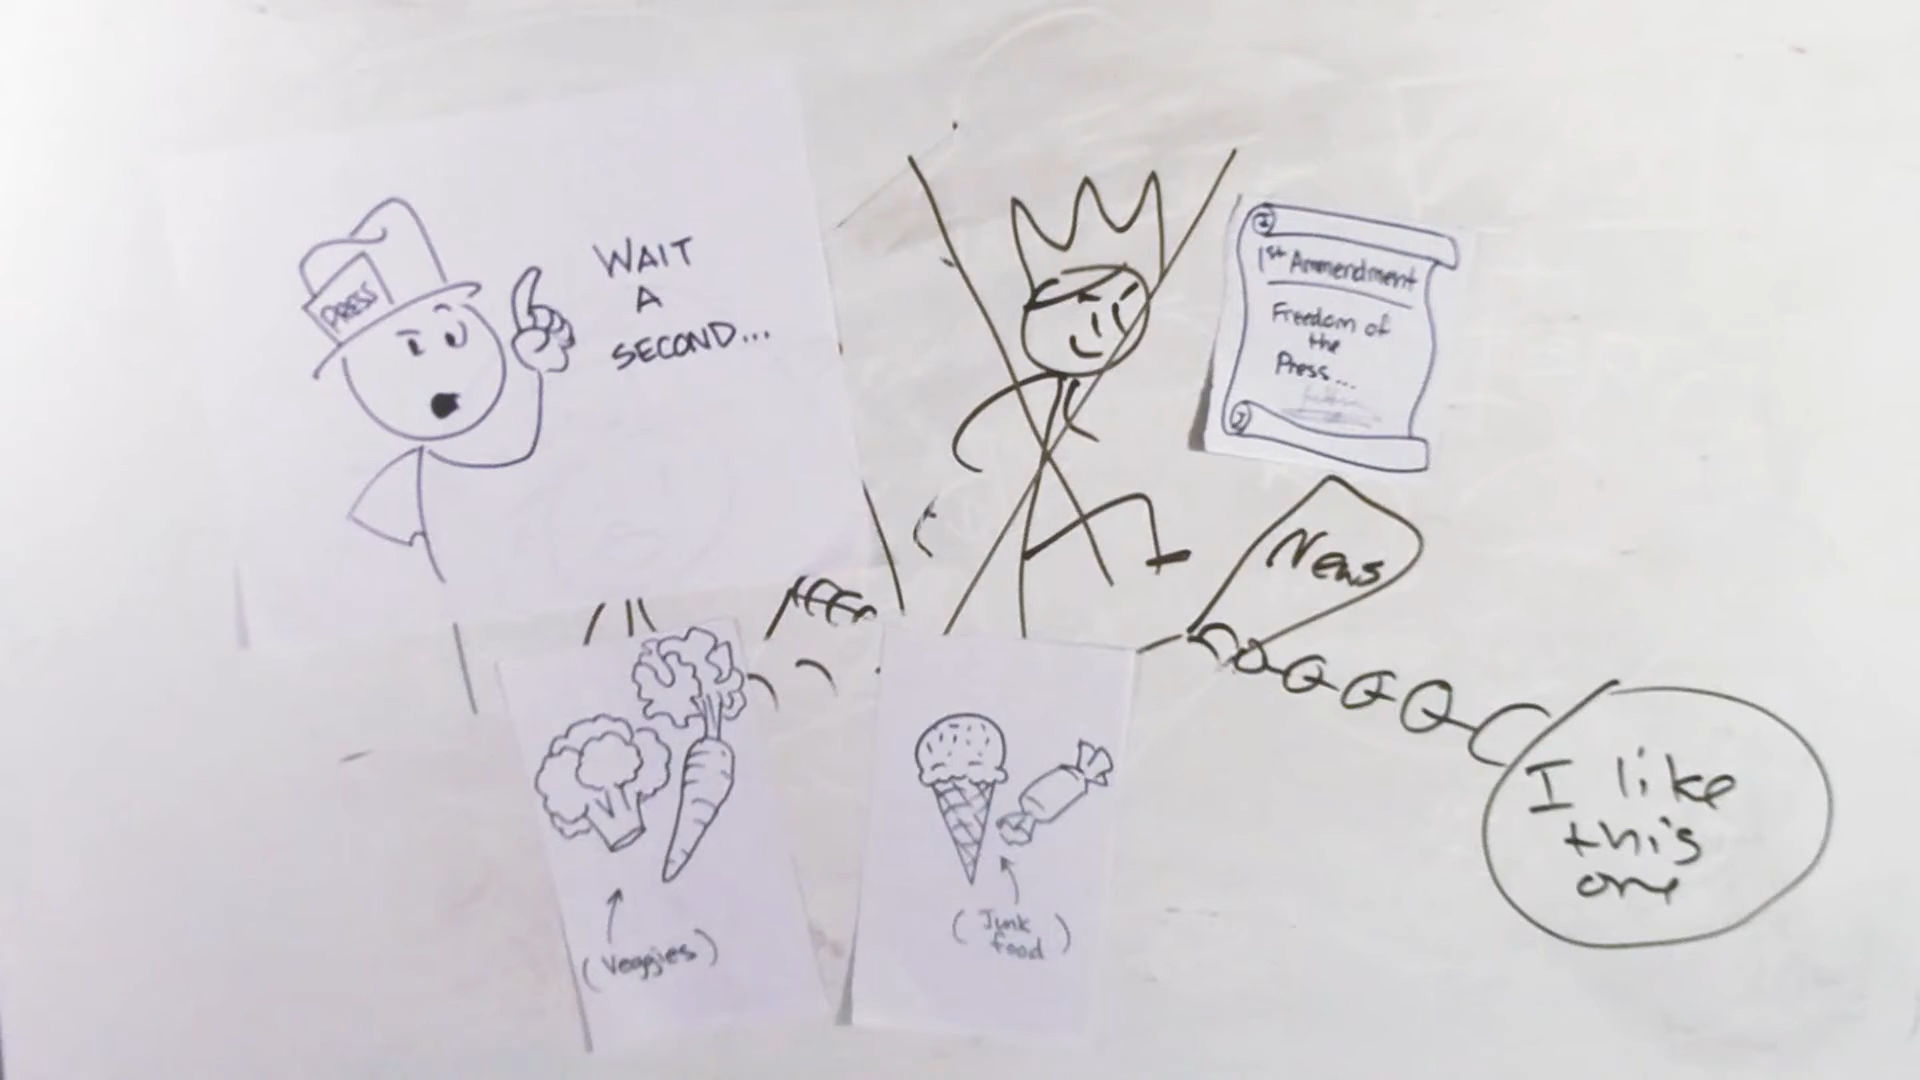 PRESS
WAIT
A
SECOND...
1st Ammendment
Freedom of
the
Press...
News
I like
this
one
(Veggies)
(Junk
food)